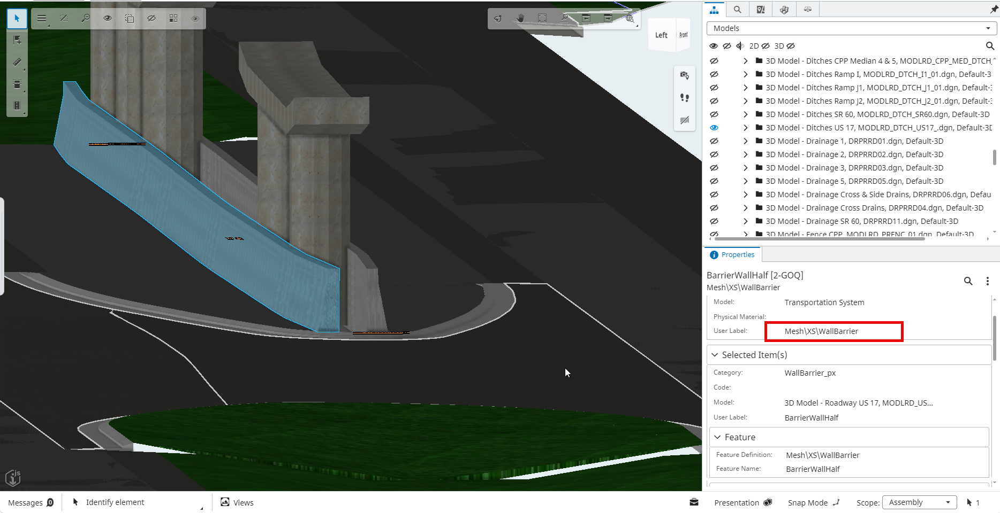 Left
Front
Models
2D
3D
3D Model - Ditches CPP Median 4 & 5, MODLRD_CPP_MED_DTCH_
3D Model - Ditches Ramp I, MODLRD_DTCH_I1_01.dgn, Default-3
3D Model - Ditches Ramp J1, MODLRD_DTCH_J1_01.dgn, Default-3
3D Model - Ditches Ramp J2, MODLRD_DTCH_J2_01.dgn, Default-3
3D Model - Ditches SR 60, MODLRD_DTCH_SR60.dgn, Default-3D
3D Model - Ditches US 17, MODLRD_DTCH_US17_.dgn, Default-3D
3D Model - Drainage 1, DRPRRD01.dgn, Default-3D
3D Model - Drainage 2, DRPRRD02.dgn, Default-3D
3D Model - Drainage 3, DRPRRD03.dgn, Default-3D
3D Model - Drainage 5, DRPRRD05.dgn, Default-3D
3D Model - Drainage Cross & Side Drains, DRPRRD06.dgn, Defau
3D Model - Drainage Cross Drains, DRPRRD04.dgn, Default-3D
3D Model - Drainage SR 60, DRPRRD11.dgn, Default-3D
3D Model - Fence CPP, MODLRD_PRFNC_01.dgn, Default-3D
Properties
BarrierWallHalf [2-GOQ]
Mesh\XS\WallBarrier
Model: Transportation System
Physical Material:
User Label: Mesh\XS\WallBarrier
Selected Item(s)
Category: WallBarrier_px
Code:
Model: 3D Model - Roadway US 17, MODLRD_US...
User Label: BarrierWallHalf
Feature
Feature Definition: Mesh\XS\WallBarrier
Feature Name: BarrierWallHalf
js
Messages 0 Identify element Views Presentation Snap Mode Scope: Assembly 1